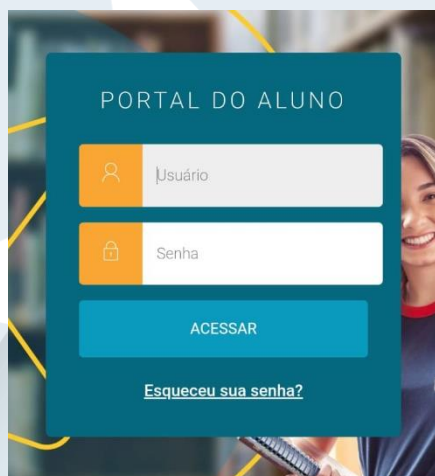 PORTAL DO ALUNO
Usuário
Senha
ACESSAR
Esqueceu sua senha?